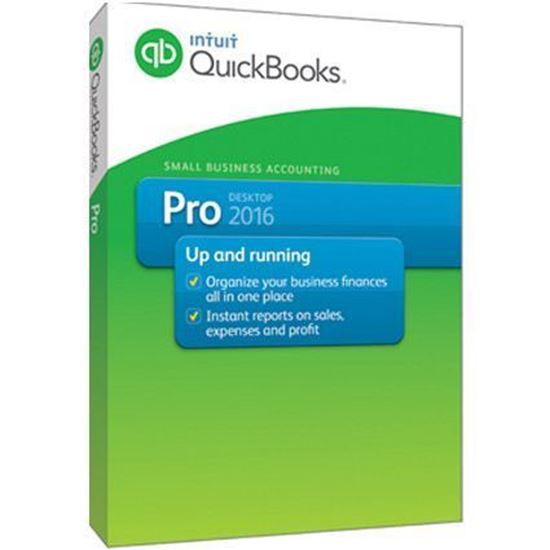 QuickBooks
Pro
qb
ıntuıt
QuickBooks®
SMALL BUSINESS ACCOUNTING
Pro
DESKTOP
2016
Up and running
Organize your business finances
all in one place
Instant reports on sales,
expenses and profit